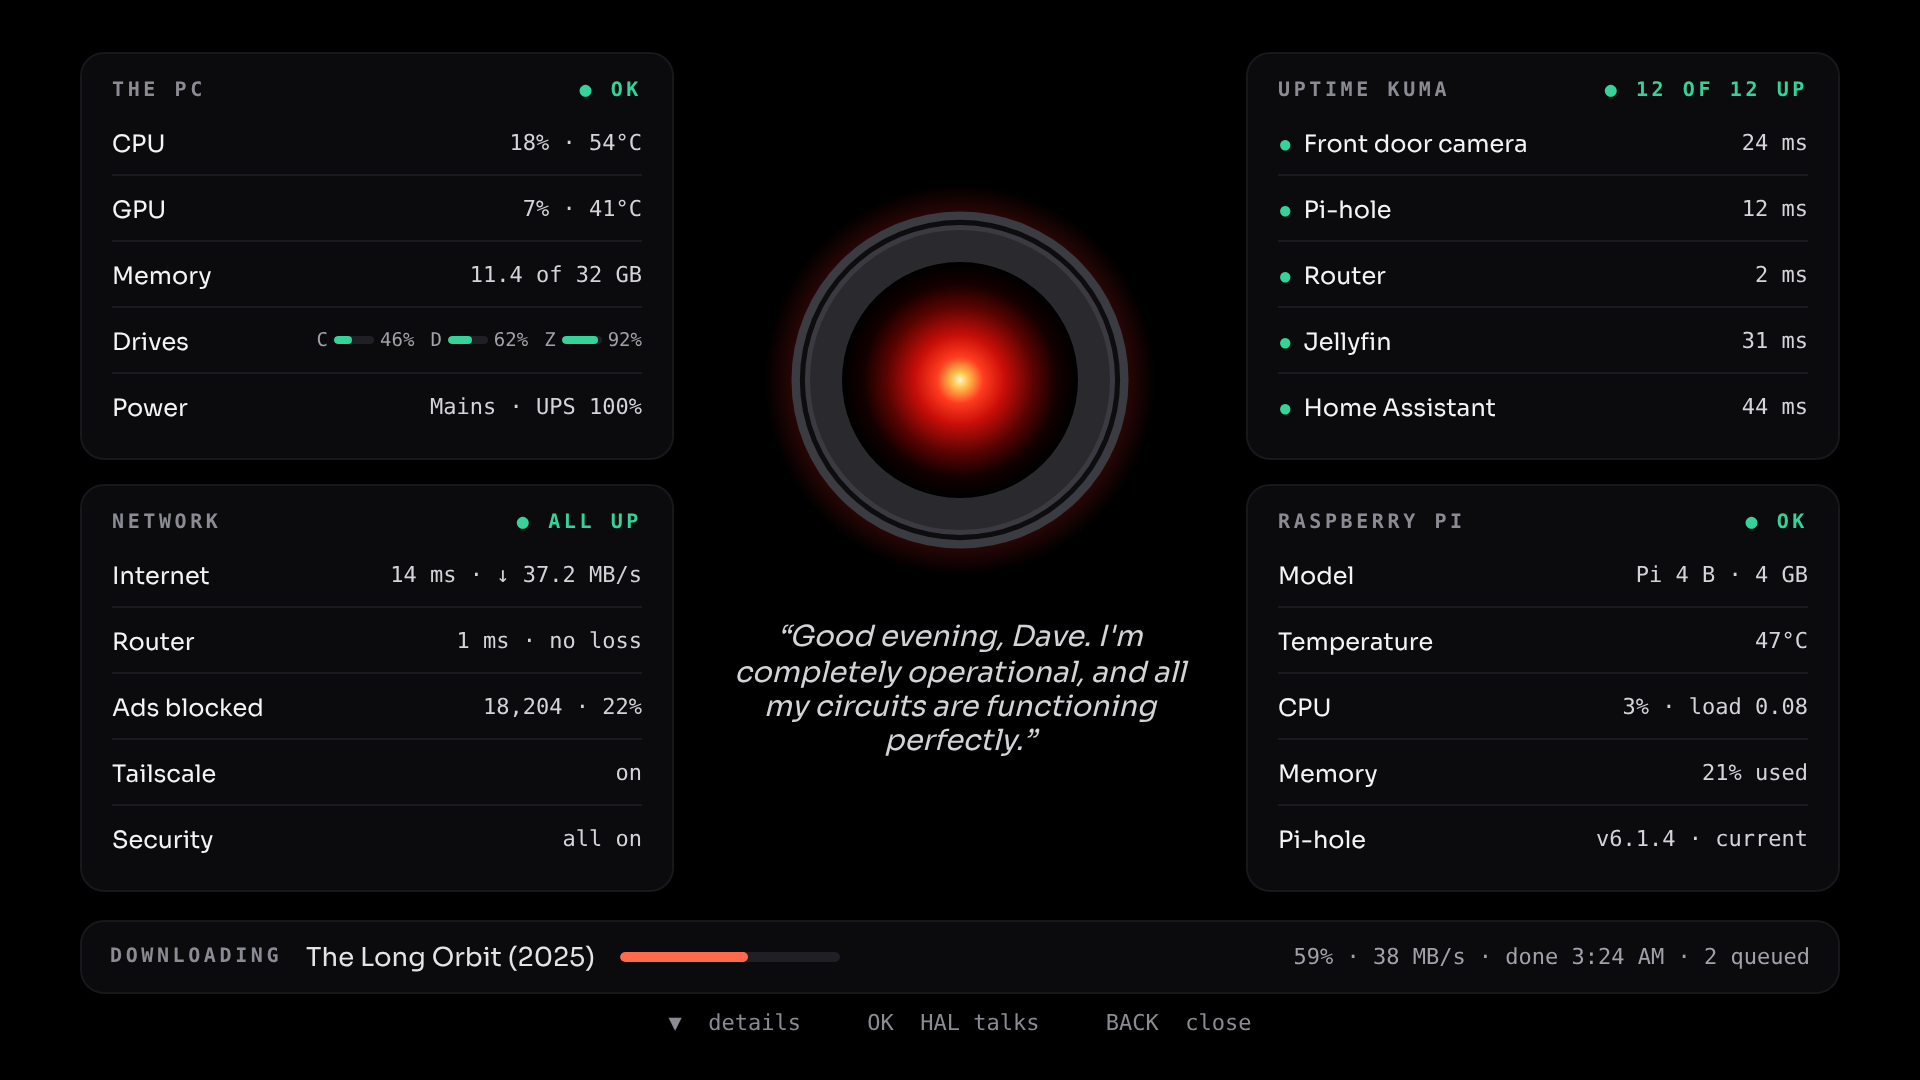 THE PC ● OK
CPU 18% · 54°C
GPU 7% · 41°C
Memory 11.4 of 32 GB
Drives C 46% D 62% Z 92%
Power Mains · UPS 100%
NETWORK ● ALL UP
Internet 14 ms · ↓ 37.2 MB/s
Router 1 ms · no loss
Ads blocked 18,204 · 22%
Tailscale on
Security all on
“Good evening, Dave. I'm
completely operational, and all
my circuits are functioning
perfectly.”
UPTIME KUMA ● 12 OF 12 UP
● Front door camera 24 ms
● Pi-hole 12 ms
● Router 2 ms
● Jellyfin 31 ms
● Home Assistant 44 ms
RASPBERRY PI ● OK
Model Pi 4 B · 4 GB
Temperature 47°C
CPU 3% · load 0.08
Memory 21% used
Pi-hole v6.1.4 · current
DOWNLOADING The Long Orbit (2025) 59% · 38 MB/s · done 3:24 AM · 2 queued
▼ details OK HAL talks BACK close